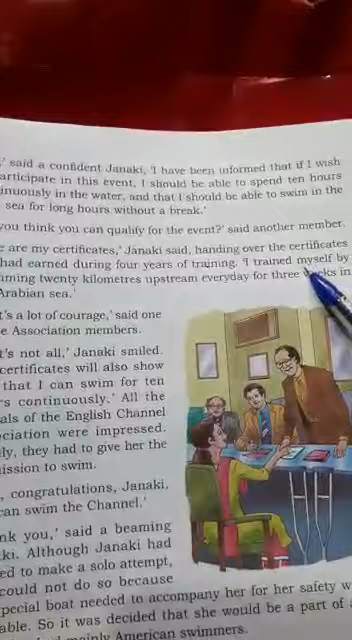 ,' said a confident Janaki, 'I have been informed that if I wish
articipate in this event, I should be able to spend ten hours
inuously in the water, and that I should be able to swim in the
sea for long hours without a break.'
you think you can qualify for the event?' said another member.
e are my certificates,' Janaki said, handing over the certificates
had earned during four years of training. 'I trained myself by
ming twenty kilometres upstream everyday for three in
Arabian sea.'
t's a lot of courage,' said one
e Association members.
t's not all,' Janaki smiled.
certificates will also show
that I can swim for ten
s continuously.' All the
als of the English Channel
ciation were impressed.
ly, they had to give her the
ission to swim.
, congratulations, Janaki.
can swim the Channel.'
nk you,' said a beaming
ki. Although Janaki had
ed to make a solo attempt,
could not do so because
pecial boat needed to accompany her for her safety w
able. So it was decided that she would be a part of a
mainly American swimmers.